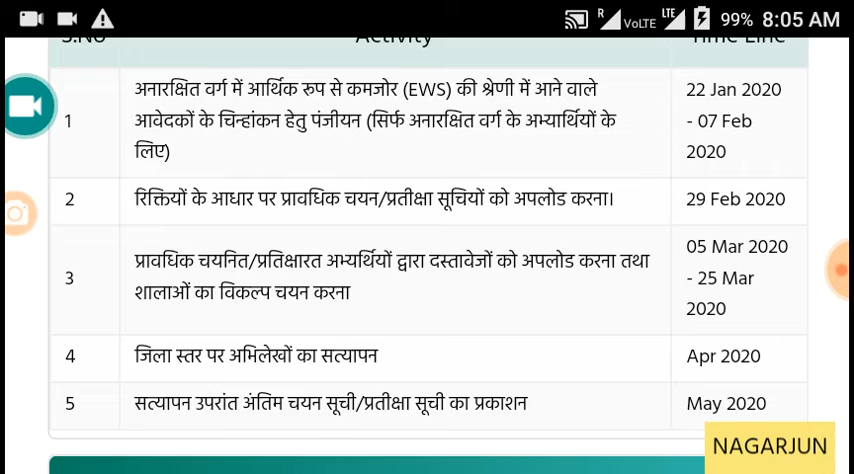 R VoLTE LTE 99% 8:05 AM
S.No Activity Time Line
अनारक्षित वर्ग में आर्थिक रूप से कमजोर (EWS) की श्रेणी में आने वाले 22 Jan 2020
1 आवेदकों के चिन्हांकन हेतु पंजीयन (सिर्फ अनारक्षित वर्ग के अभ्यार्थियों के - 07 Feb
लिए) 2020
2 रिक्तियों के आधार पर प्रावधिक चयन/प्रतीक्षा सूचियों को अपलोड करना। 29 Feb 2020
05 Mar 2020
3 प्रावधिक चयनित/प्रतिक्षारत अभ्यर्थियों द्वारा दस्तावेजों को अपलोड करना तथा - 25 Mar
शालाओं का विकल्प चयन करना 2020
4 जिला स्तर पर अभिलेखों का सत्यापन Apr 2020
5 सत्यापन उपरांत अंतिम चयन सूची/प्रतीक्षा सूची का प्रकाशन May 2020
NAGARJUN